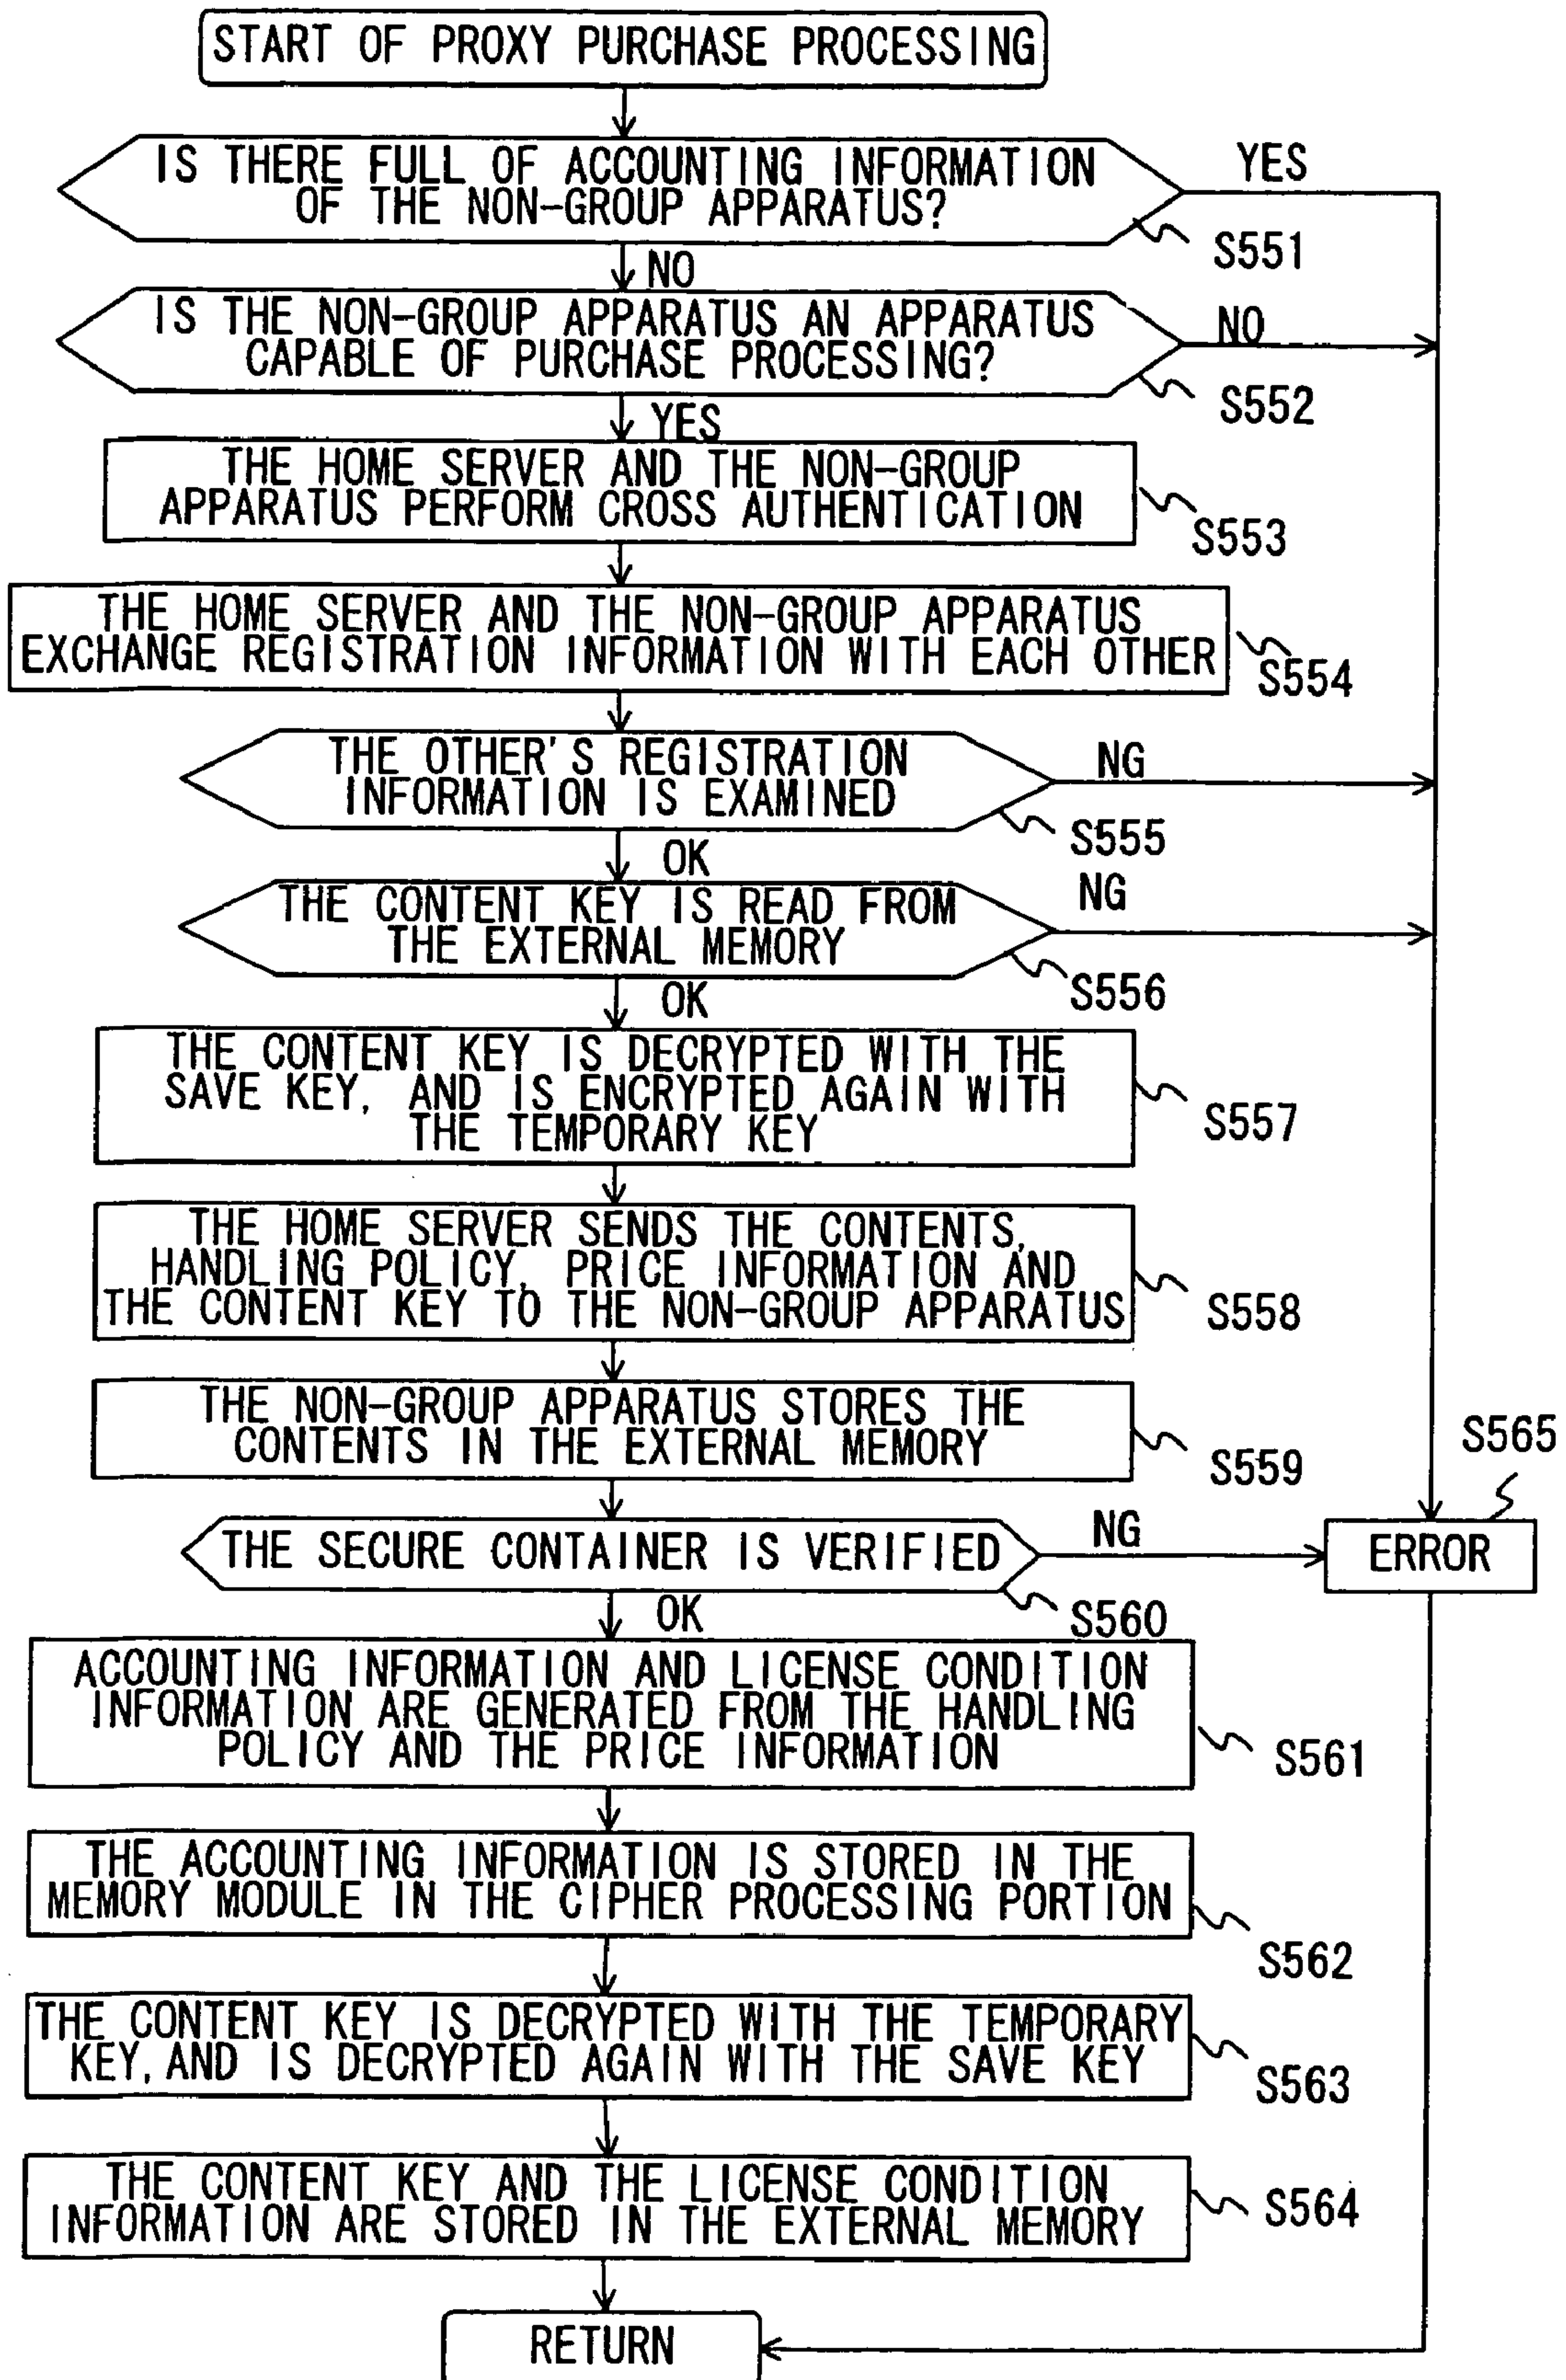 START OF PROXY PURCHASE PROCESSING
IS THERE FULL OF ACCOUNTING INFORMATION
OF THE NON-GROUP APPARATUS?
YES
S551
NO
IS THE NON-GROUP APPARATUS AN APPARATUS
CAPABLE OF PURCHASE PROCESSING?
NO
S552
YES
THE HOME SERVER AND THE NON-GROUP
APPARATUS PERFORM CROSS AUTHENTICATION
S553
THE HOME SERVER AND THE NON-GROUP APPARATUS
EXCHANGE REGISTRATION INFORMATION WITH EACH OTHER
S554
THE OTHER'S REGISTRATION
INFORMATION IS EXAMINED
NG
S555
OK
THE CONTENT KEY IS READ FROM
THE EXTERNAL MEMORY
NG
S556
OK
THE CONTENT KEY IS DECRYPTED WITH THE
SAVE KEY, AND IS ENCRYPTED AGAIN WITH
THE TEMPORARY KEY
S557
THE HOME SERVER SENDS THE CONTENTS,
HANDLING POLICY, PRICE INFORMATION AND
THE CONTENT KEY TO THE NON-GROUP APPARATUS
S558
THE NON-GROUP APPARATUS STORES THE
CONTENTS IN THE EXTERNAL MEMORY
S559
S565
THE SECURE CONTAINER IS VERIFIED
NG
ERROR
S560
OK
ACCOUNTING INFORMATION AND LICENSE CONDITION
INFORMATION ARE GENERATED FROM THE HANDLING
POLICY AND THE PRICE INFORMATION
S561
THE ACCOUNTING INFORMATION IS STORED IN THE
MEMORY MODULE IN THE CIPHER PROCESSING PORTION
S562
THE CONTENT KEY IS DECRYPTED WITH THE TEMPORARY
KEY, AND IS DECRYPTED AGAIN WITH THE SAVE KEY
S563
THE CONTENT KEY AND THE LICENSE CONDITION
INFORMATION ARE STORED IN THE EXTERNAL MEMORY
S564
RETURN